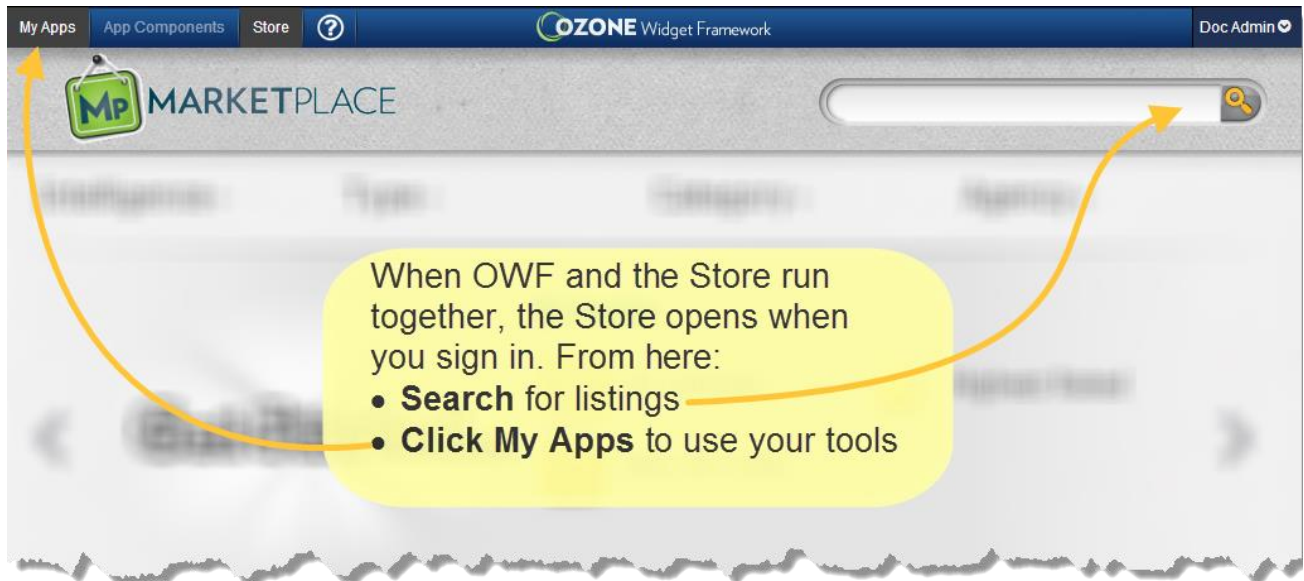 My Apps App Components Store ? OZONE Widget Framework Doc Admin
MP MARKETPLACE
When OWF and the Store run
together, the Store opens when
you sign in. From here:
• Search for listings
• Click My Apps to use your tools